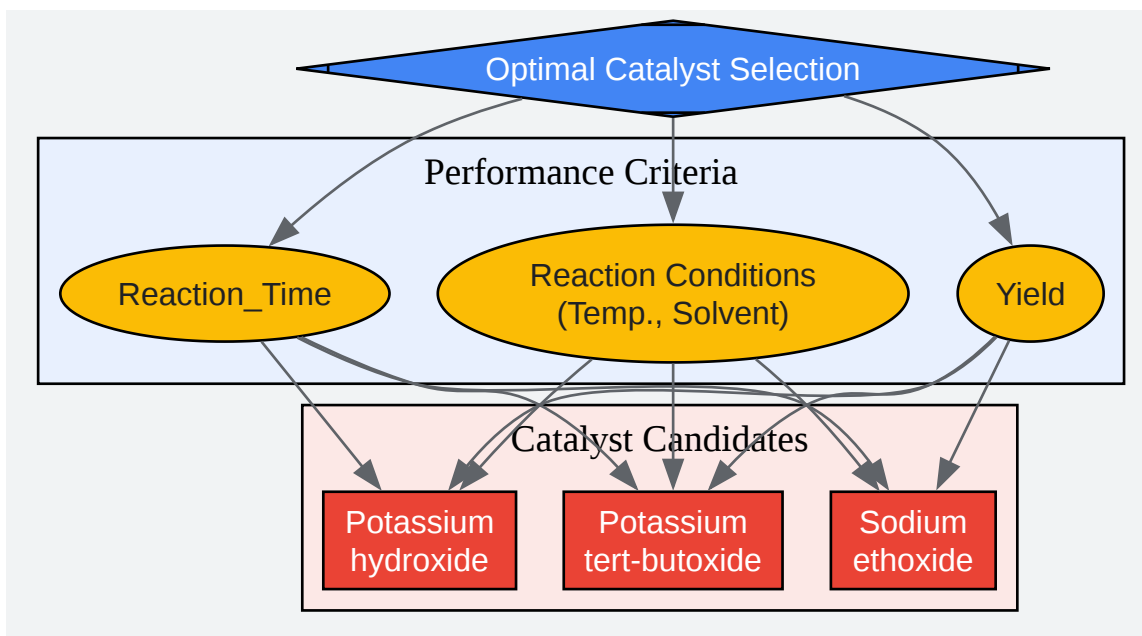 Optimal Catalyst Selection
Performance Criteria
Reaction_Time
Reaction Conditions
(Temp., Solvent)
Yield
Catalyst Candidates
Potassium
hydroxide
Potassium
tert-butoxide
Sodium
ethoxide